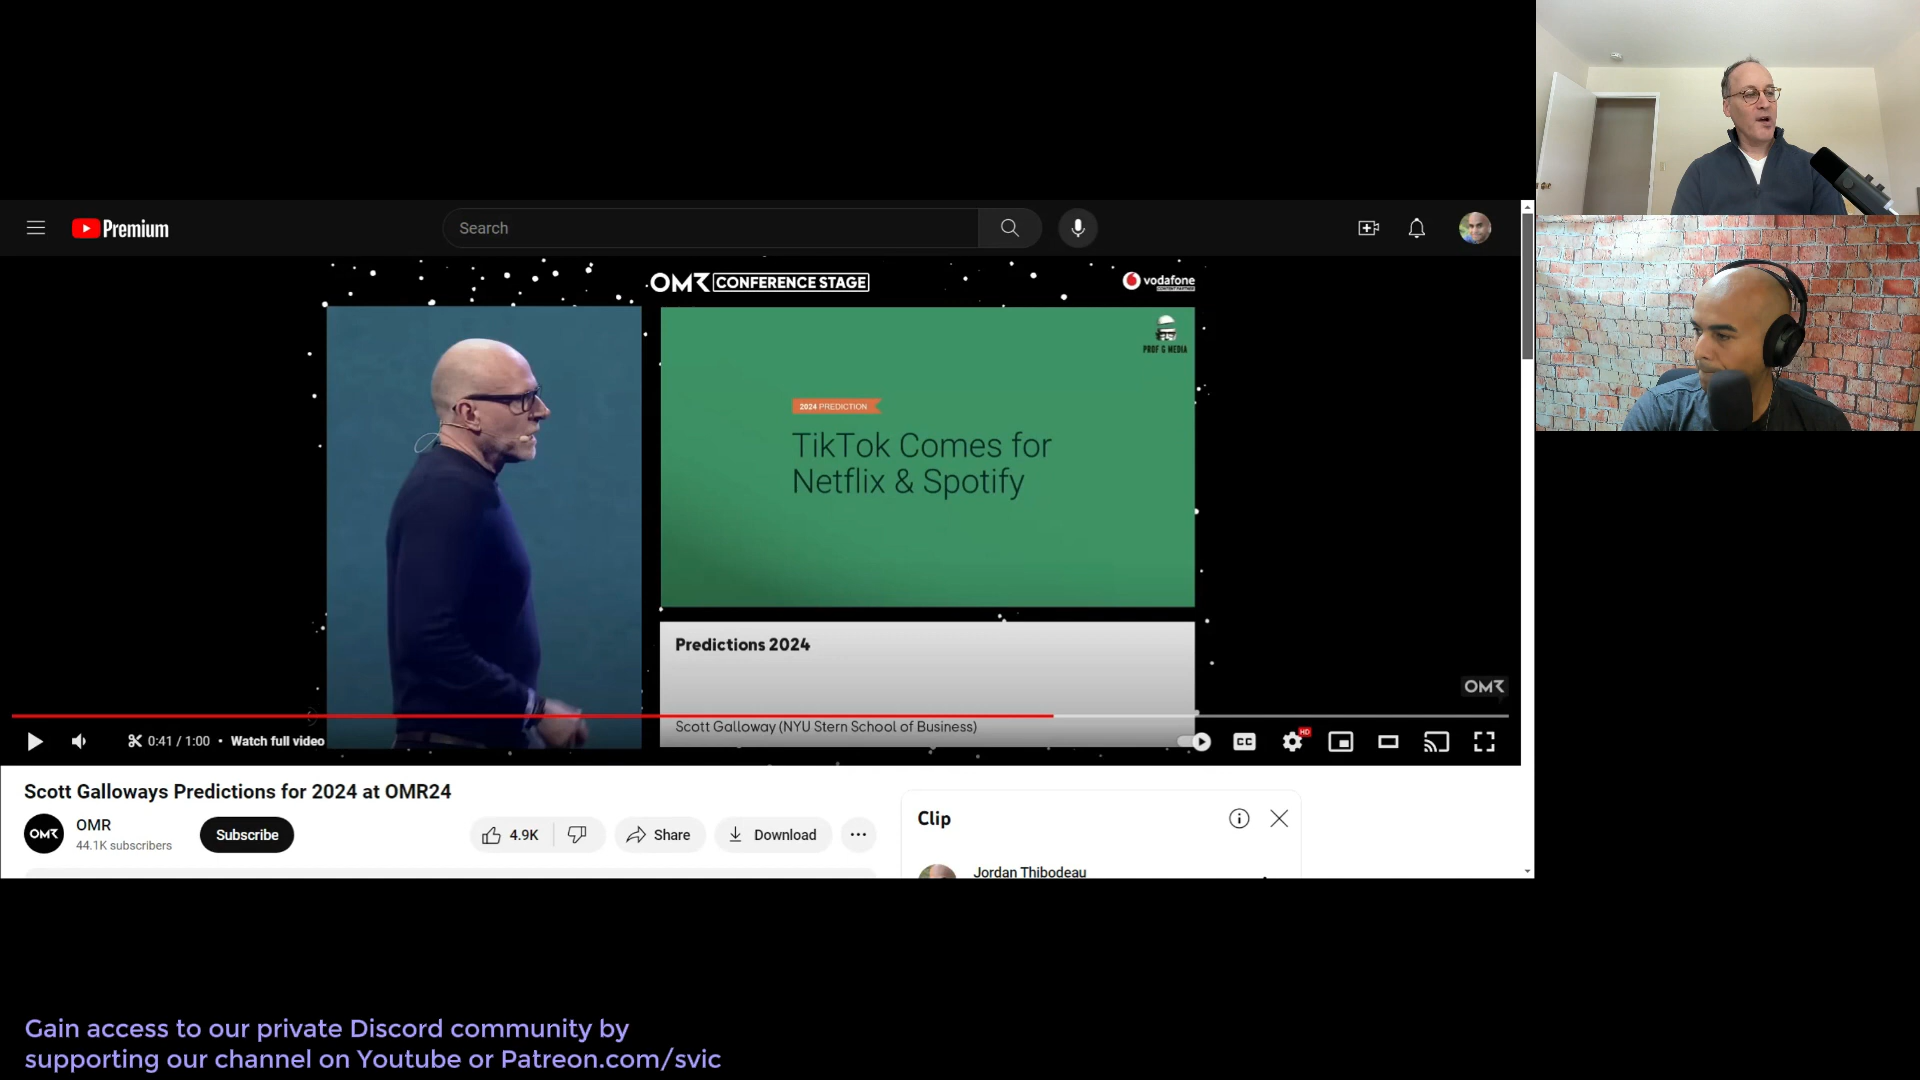 Premium
Search
OMR CONFERENCE STAGE
vodafone
PROF G MEDIA
2024 PREDICTION
TikTok Comes for
Netflix & Spotify
Predictions 2024
Scott Galloway (NYU Stern School of Business)
OMR
0:41 / 1:00 • Watch full video
CC
HD
Scott Galloways Predictions for 2024 at OMR24
OMR
OMR
44.1K subscribers
Subscribe
4.9K
Share
Download
Clip
Jordan Thibodeau
Gain access to our private Discord community by
supporting our channel on Youtube or Patreon.com/svic